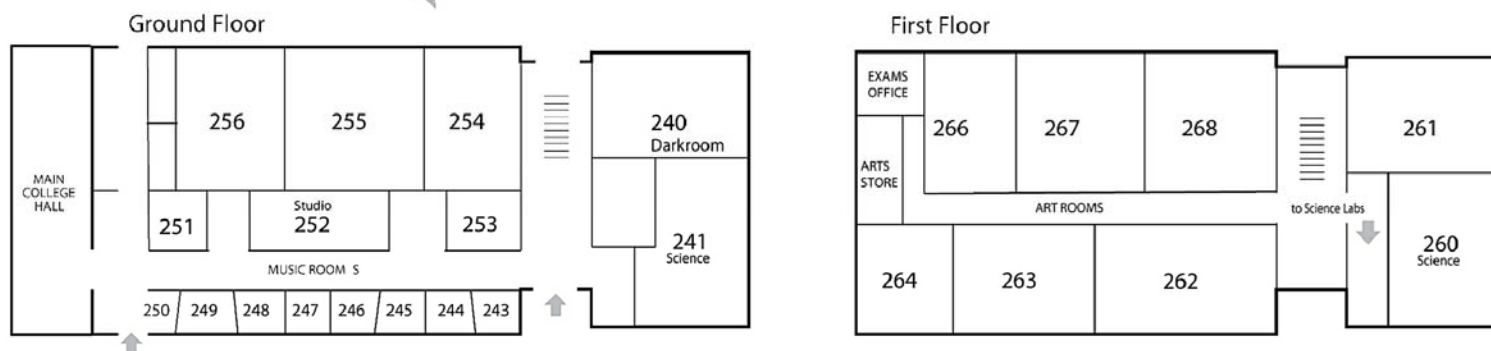 Ground Floor
256
255
254
240
Darkroom
MAIN
COLLEGE
HALL
251
Studio
252
253
241
Science
MUSIC ROOM S
250
249
248
247
246
245
244
243
First Floor
EXAMS
OFFICE
266
267
268
261
ARTS
STORE
ART ROOMS
to Science Labs
260
Science
264
263
262